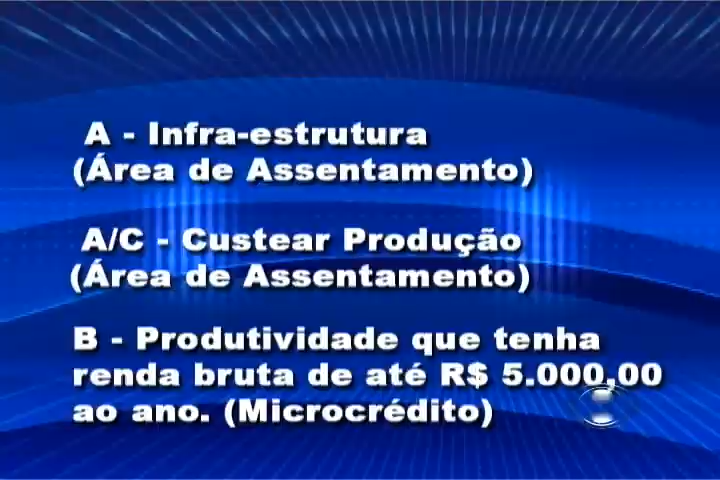 A - Infra-estrutura
(Área de Assentamento)
A/C - Custear Produção
(Área de Assentamento)
B - Produtividade que tenha
renda bruta de até R$ 5.000,00
ao ano. (Microcrédito)